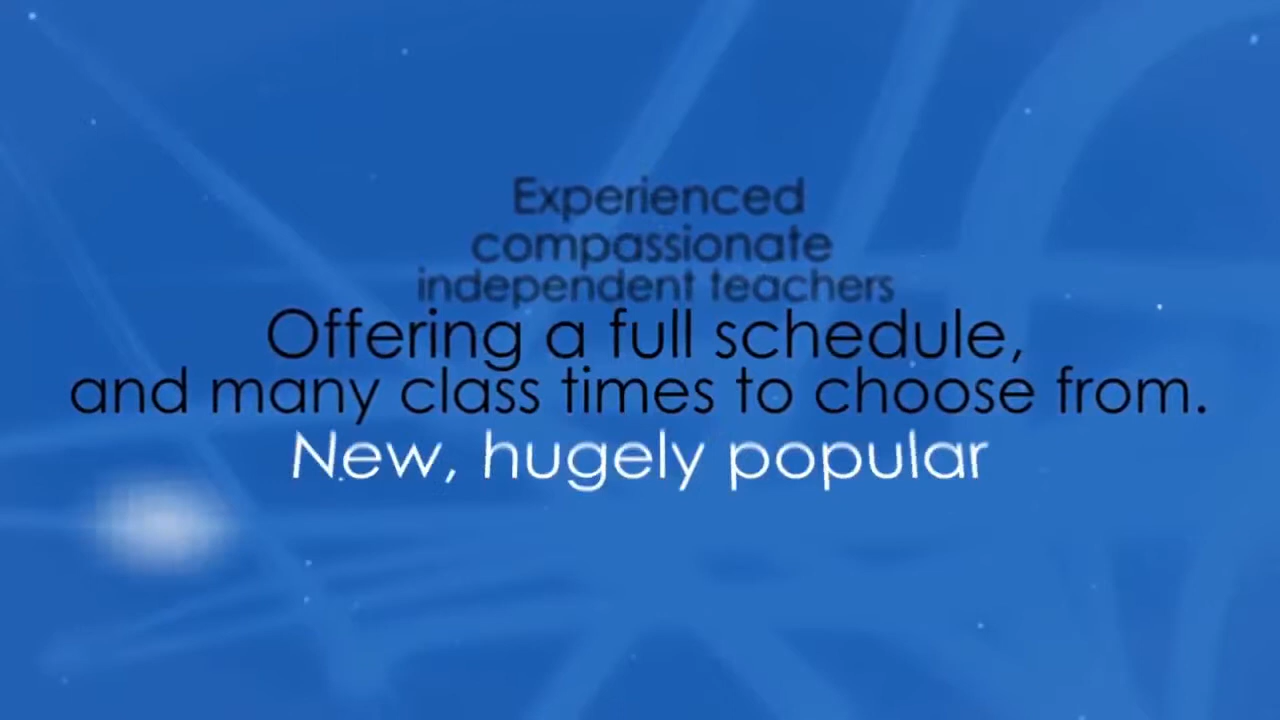 Experienced
compassionate
independent teachers
Offering a full schedule,
and many class times to choose from.
New, hugely popular